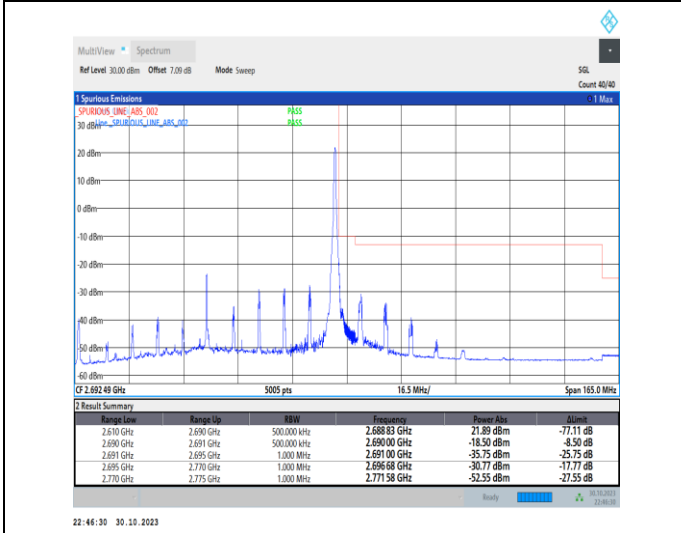 MultiView Spectrum
Ref Level 30.00 dBm Offset 7.09 dB Mode Sweep SGL
Count 40/40
1 Spurious Emissions 1 Max
_SPURIOUS_LINE_ABS_002 PASS
30 dBm Line _SPURIOUS_LINE_ABS_002 PASS
20 dBm
10 dBm
0 dBm
-10 dBm
-20 dBm
-30 dBm
-40 dBm
-50 dBm
-60 dBm
CF 2.692 49 GHz 5005 pts 16.5 MHz/ Span 165.0 MHz
2 Result Summary
Range Low Range Up RBW Frequency Power Abs ΔLimit
2.610 GHz 2.690 GHz 500.000 kHz 2.688 83 GHz 21.89 dBm -77.11 dB
2.690 GHz 2.691 GHz 500.000 kHz 2.690 00 GHz -18.50 dBm -8.50 dB
2.691 GHz 2.695 GHz 1.000 MHz 2.691 00 GHz -35.75 dBm -25.75 dB
2.695 GHz 2.770 GHz 1.000 MHz 2.696 68 GHz -30.77 dBm -17.77 dB
2.770 GHz 2.775 GHz 1.000 MHz 2.771 58 GHz -52.55 dBm -27.55 dB
Ready 30.10.2023
22:46:30
22:46:30 30.10.2023